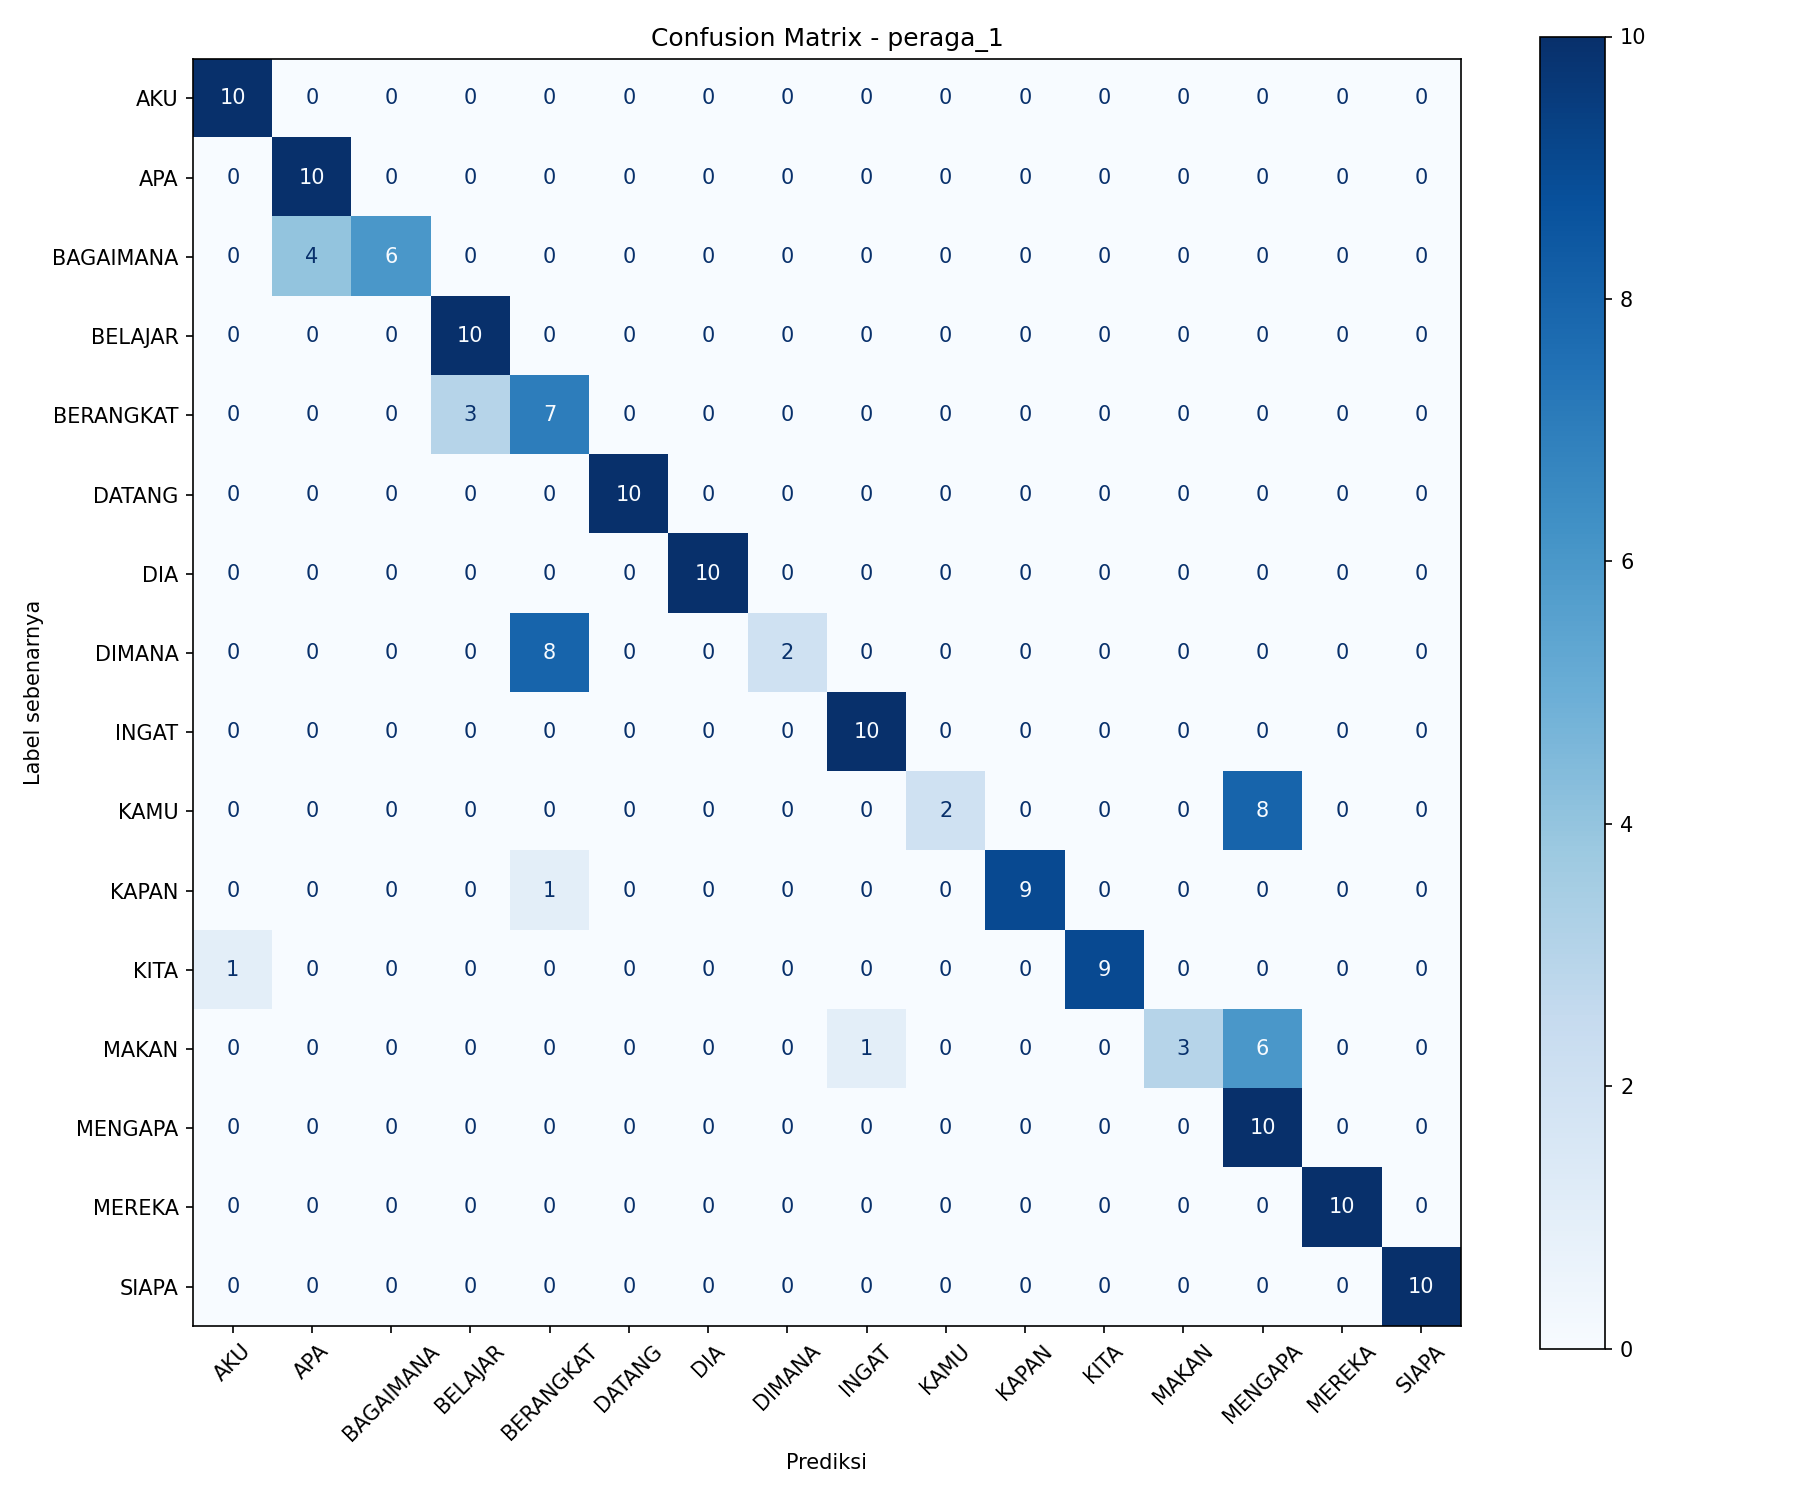 Confusion Matrix - peraga_1
AKU 10 0 0 0 0 0 0 0 0 0 0 0 0 0 0 0
APA 0 10 0 0 0 0 0 0 0 0 0 0 0 0 0 0
BAGAIMANA 0 4 6 0 0 0 0 0 0 0 0 0 0 0 0 0
BELAJAR 0 0 0 10 0 0 0 0 0 0 0 0 0 0 0 0
BERANGKAT 0 0 0 3 7 0 0 0 0 0 0 0 0 0 0 0
DATANG 0 0 0 0 0 10 0 0 0 0 0 0 0 0 0 0
DIA 0 0 0 0 0 0 10 0 0 0 0 0 0 0 0 0
DIMANA 0 0 0 0 8 0 0 2 0 0 0 0 0 0 0 0
INGAT 0 0 0 0 0 0 0 0 10 0 0 0 0 0 0 0
KAMU 0 0 0 0 0 0 0 0 0 2 0 0 0 8 0 0
KAPAN 0 0 0 0 1 0 0 0 0 0 9 0 0 0 0 0
KITA 1 0 0 0 0 0 0 0 0 0 0 9 0 0 0 0
MAKAN 0 0 0 0 0 0 0 0 1 0 0 0 3 6 0 0
MENGAPA 0 0 0 0 0 0 0 0 0 0 0 0 0 10 0 0
MEREKA 0 0 0 0 0 0 0 0 0 0 0 0 0 0 10 0
SIAPA 0 0 0 0 0 0 0 0 0 0 0 0 0 0 0 10
AKU APA BAGAIMANA BELAJAR BERANGKAT DATANG DIA DIMANA INGAT KAMU KAPAN KITA MAKAN MENGAPA MEREKA SIAPA
Prediksi
Label sebenarnya
10
8
6
4
2
0